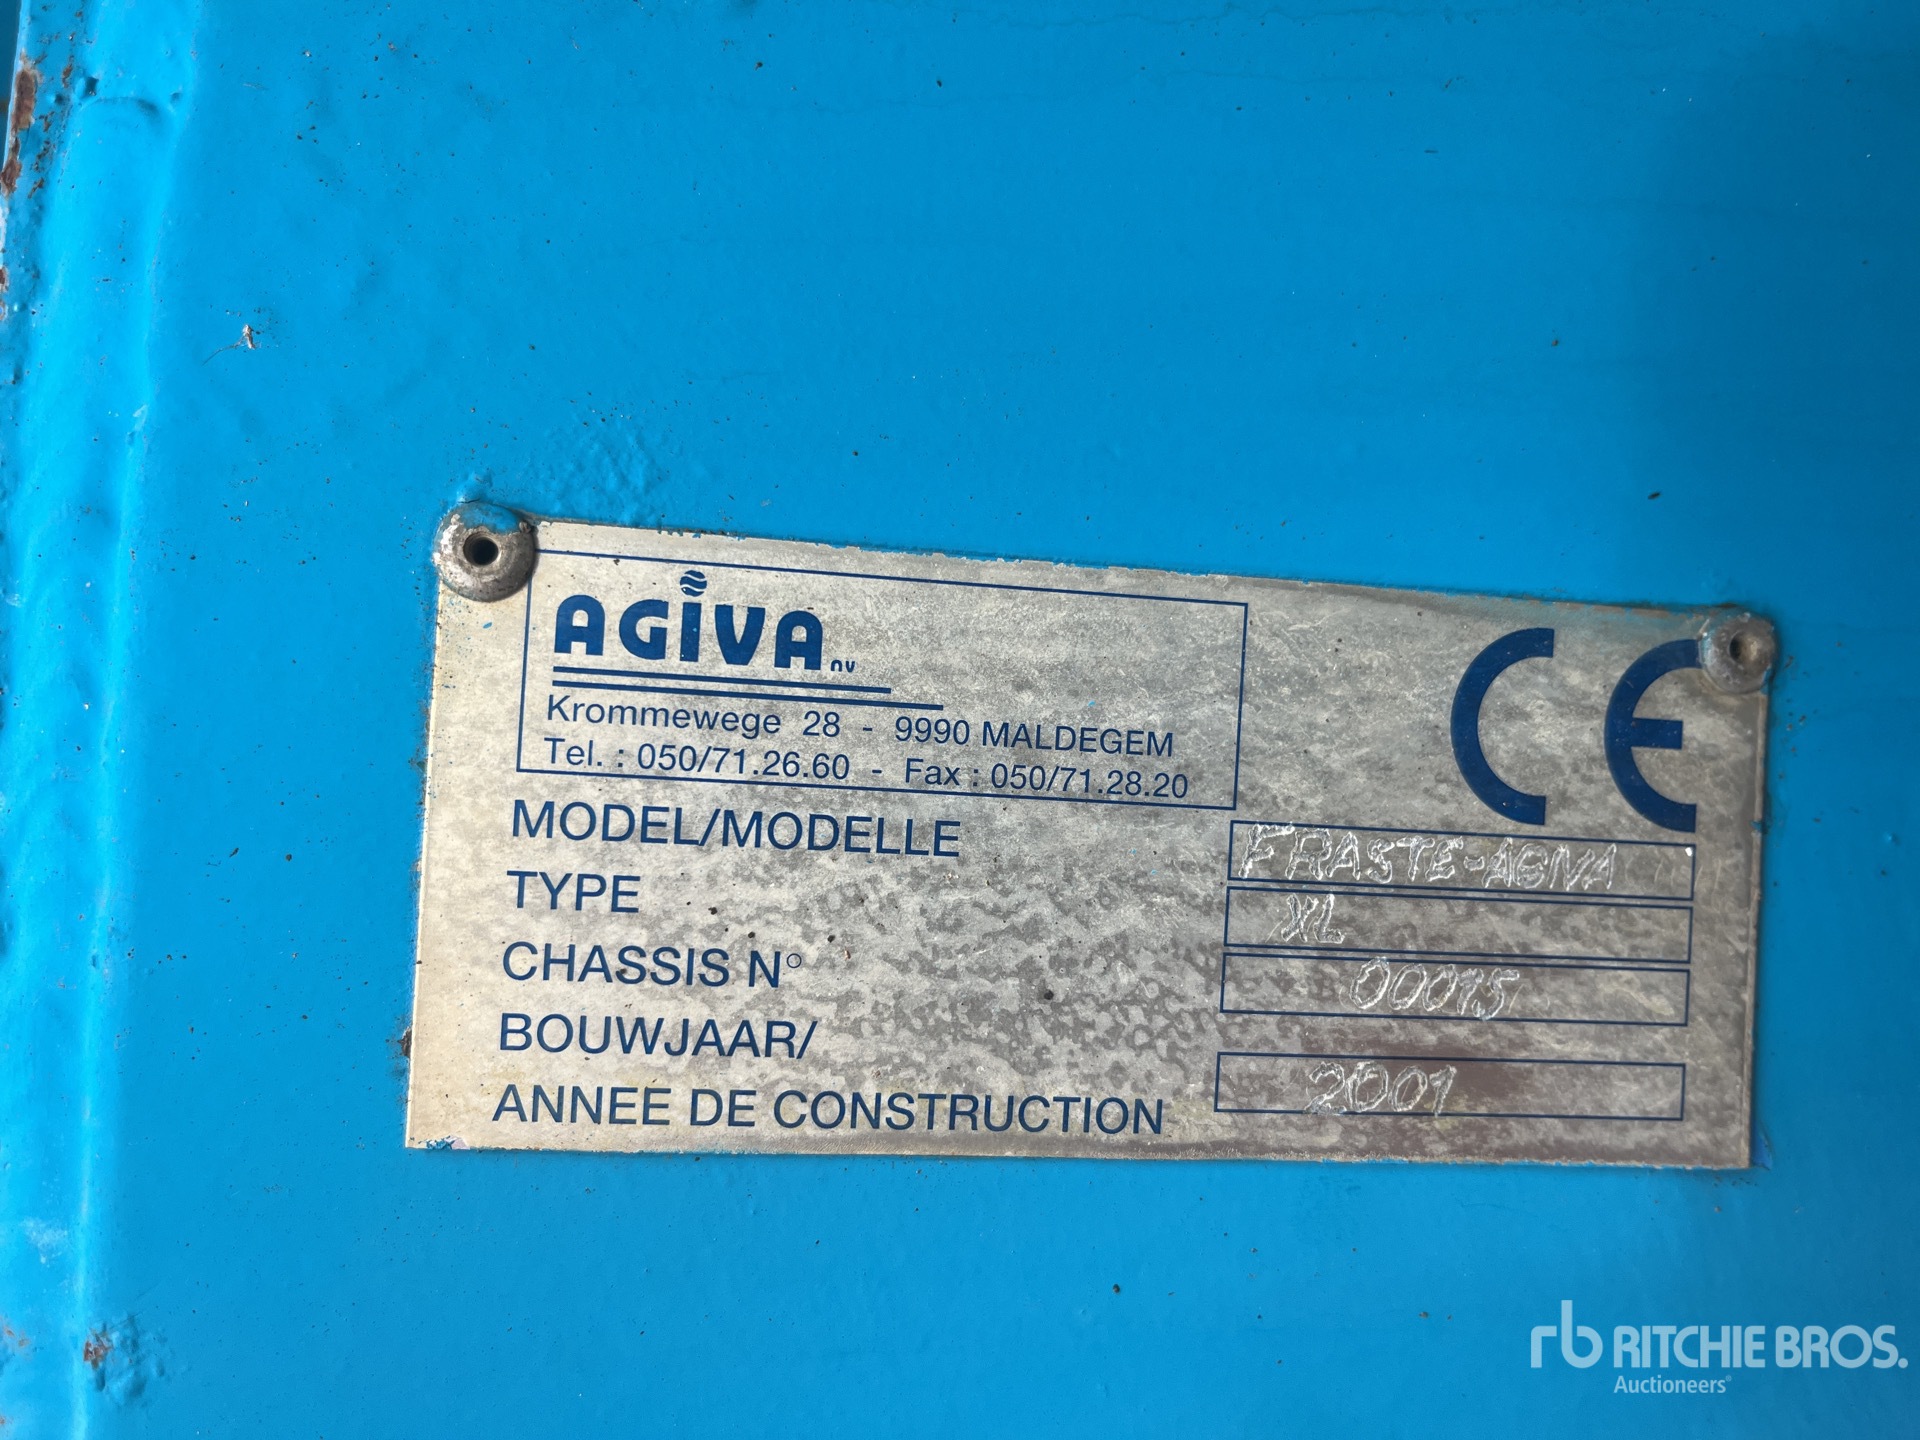 AGIVA nv
Krommewege 28 - 9990 MALDEGEM
Tel. : 050/71.26.60 - Fax : 050/71.28.20
CE
MODEL/MODELLE FRASTE-AGIVA
TYPE XL
CHASSIS N° 00015
BOUWJAAR/
ANNEE DE CONSTRUCTION 2001
rb RITCHIE BROS.
Auctioneers®